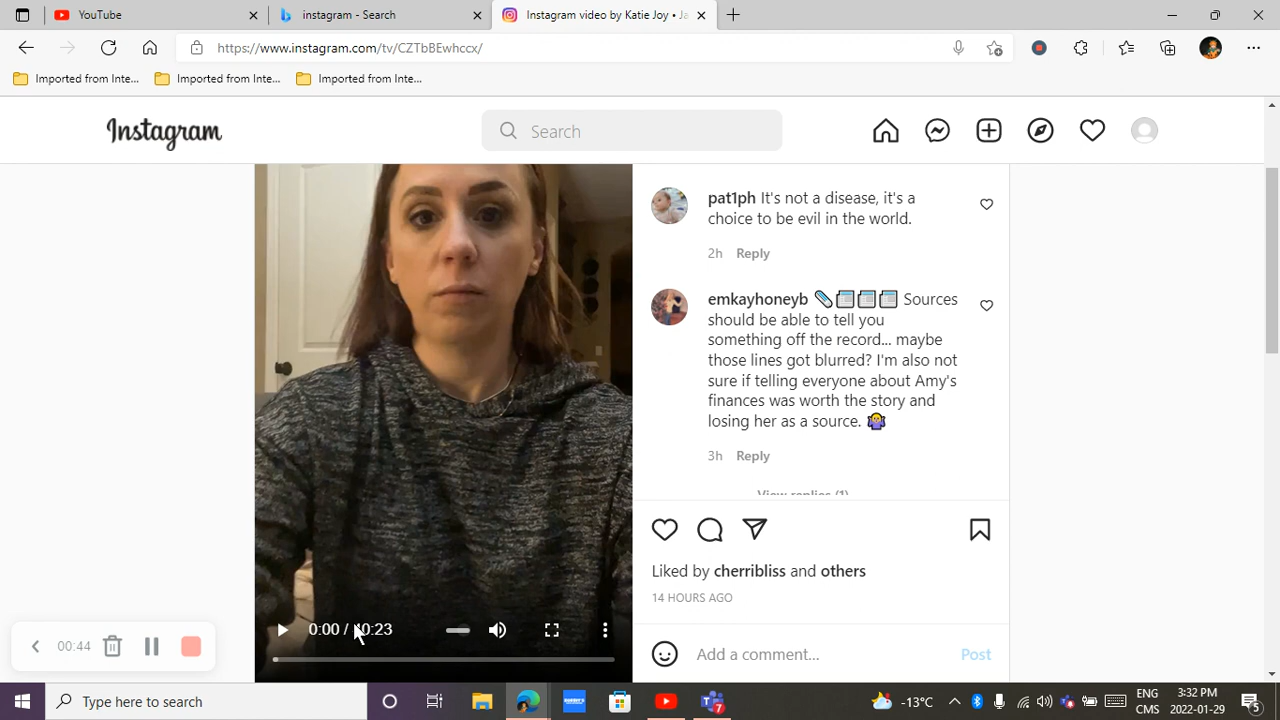 YouTube
instagram - Search
Instagram video by Katie Joy • Ja
https://www.instagram.com/tv/CZTbBEwhccx/
Imported from Inte...
Imported from Inte...
Imported from Inte...
Instagram
Search
pat1ph It's not a disease, it's a
choice to be evil in the world.
2h Reply
emkayhoneyb Sources
should be able to tell you
something off the record... maybe
those lines got blurred? I'm also not
sure if telling everyone about Amy's
finances was worth the story and
losing her as a source.
3h Reply
View replies (1)
Liked by cherribliss and others
14 HOURS AGO
0:00 / 40:23
00:44
Add a comment...
Post
Type here to search
7
-13°C
ENG
CMS
3:32 PM
2022-01-29
5